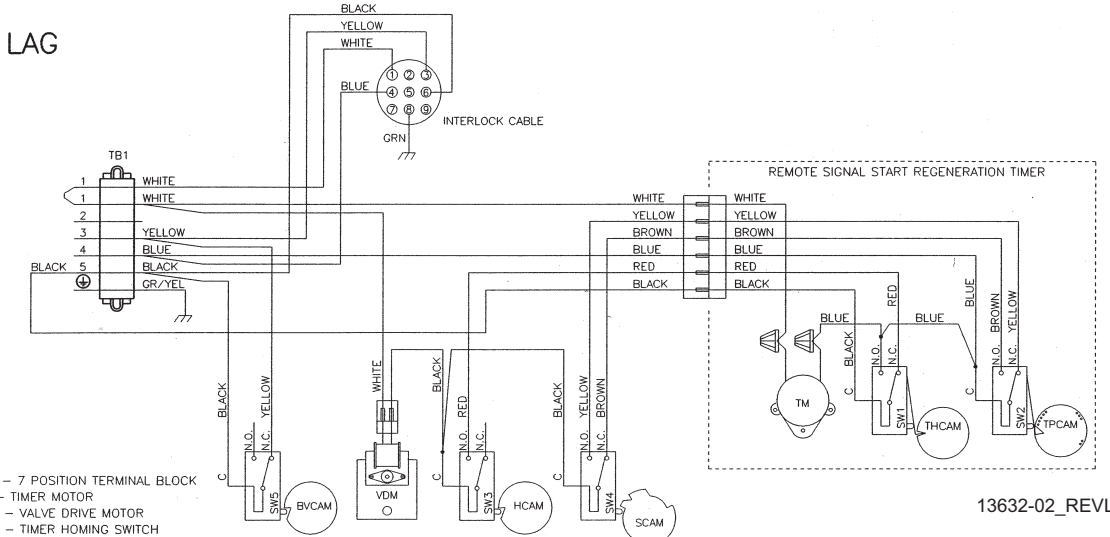 LAG
BLACK
YELLOW
WHITE
BLUE
1 2 3
4 5 6
7 8 9
INTERLOCK CABLE
GRN
TB1
1 WHITE
1 WHITE
2
3 YELLOW
4 BLUE
BLACK 5 BLACK
GR/YEL
REMOTE SIGNAL START REGENERATION TIMER
WHITE WHITE
YELLOW YELLOW
BROWN BROWN
BLUE BLUE
RED RED
BLACK BLACK
BLUE BLUE
BLACK
N.O.
N.C.
RED
C
SW1
THCAM
TM
BLUE
BROWN
YELLOW
N.O.
N.C.
C
SW2
TPCAM
BLACK
YELLOW
N.O.
N.C.
C
SW5
BVCAM
WHITE
VDM
BLACK
RED
N.O.
N.C.
C
SW3
HCAM
BLACK
YELLOW
BROWN
N.O.
N.C.
C
SW4
SCAM
– 7 POSITION TERMINAL BLOCK
– TIMER MOTOR
– VALVE DRIVE MOTOR
– TIMER HOMING SWITCH
13632-02_REVL